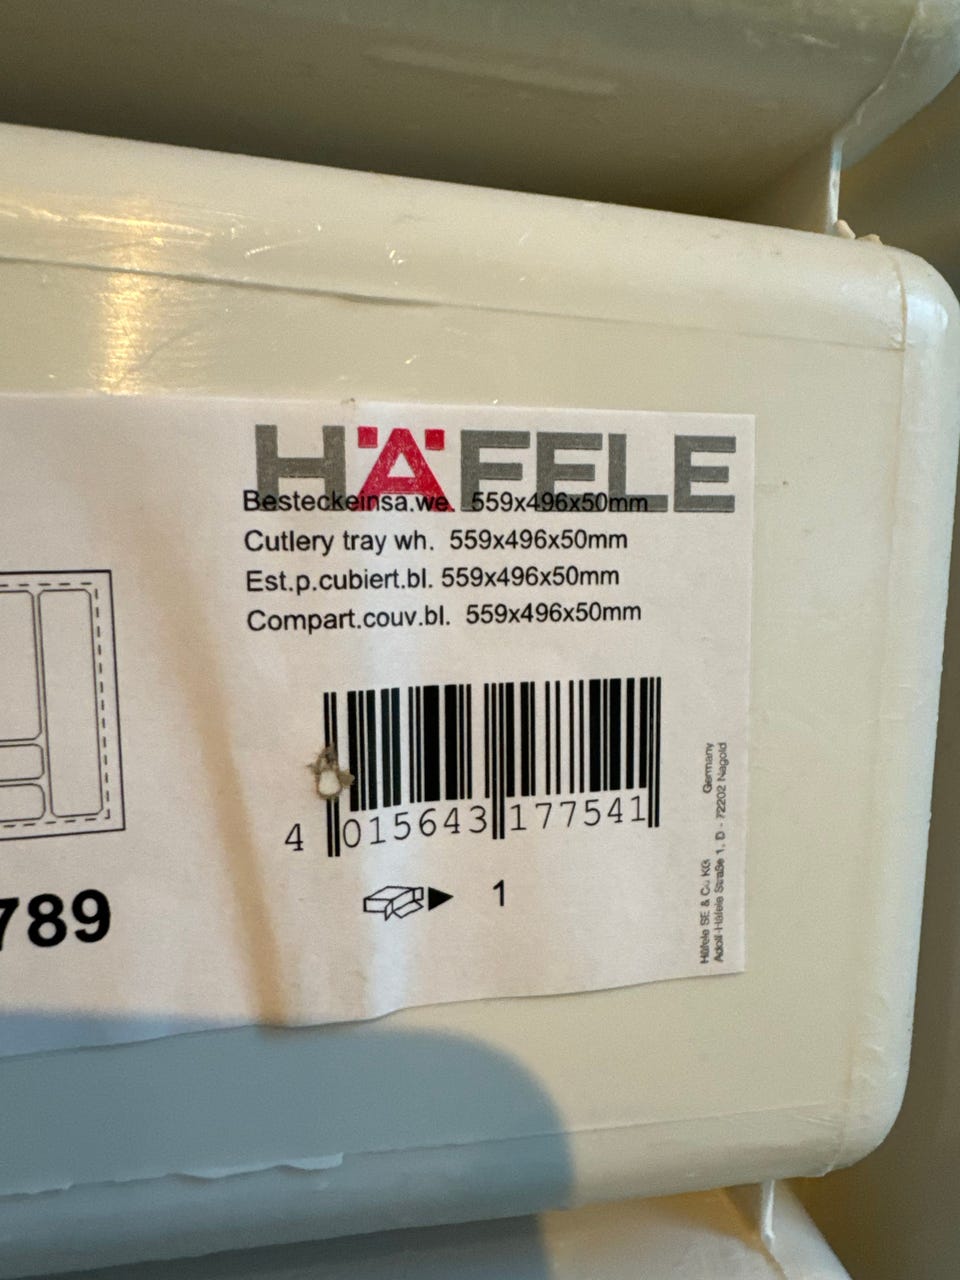 HÄFELE
Besteckeinsa.we. 559x496x50mm
Cutlery tray wh. 559x496x50mm
Est.p.cubiert.bl. 559x496x50mm
Compart.couv.bl. 559x496x50mm
4 015643 177541
1
789
Häfele SE & Co KG Germany
Adolf-Häfele Straße 1, D - 72202 Nagold